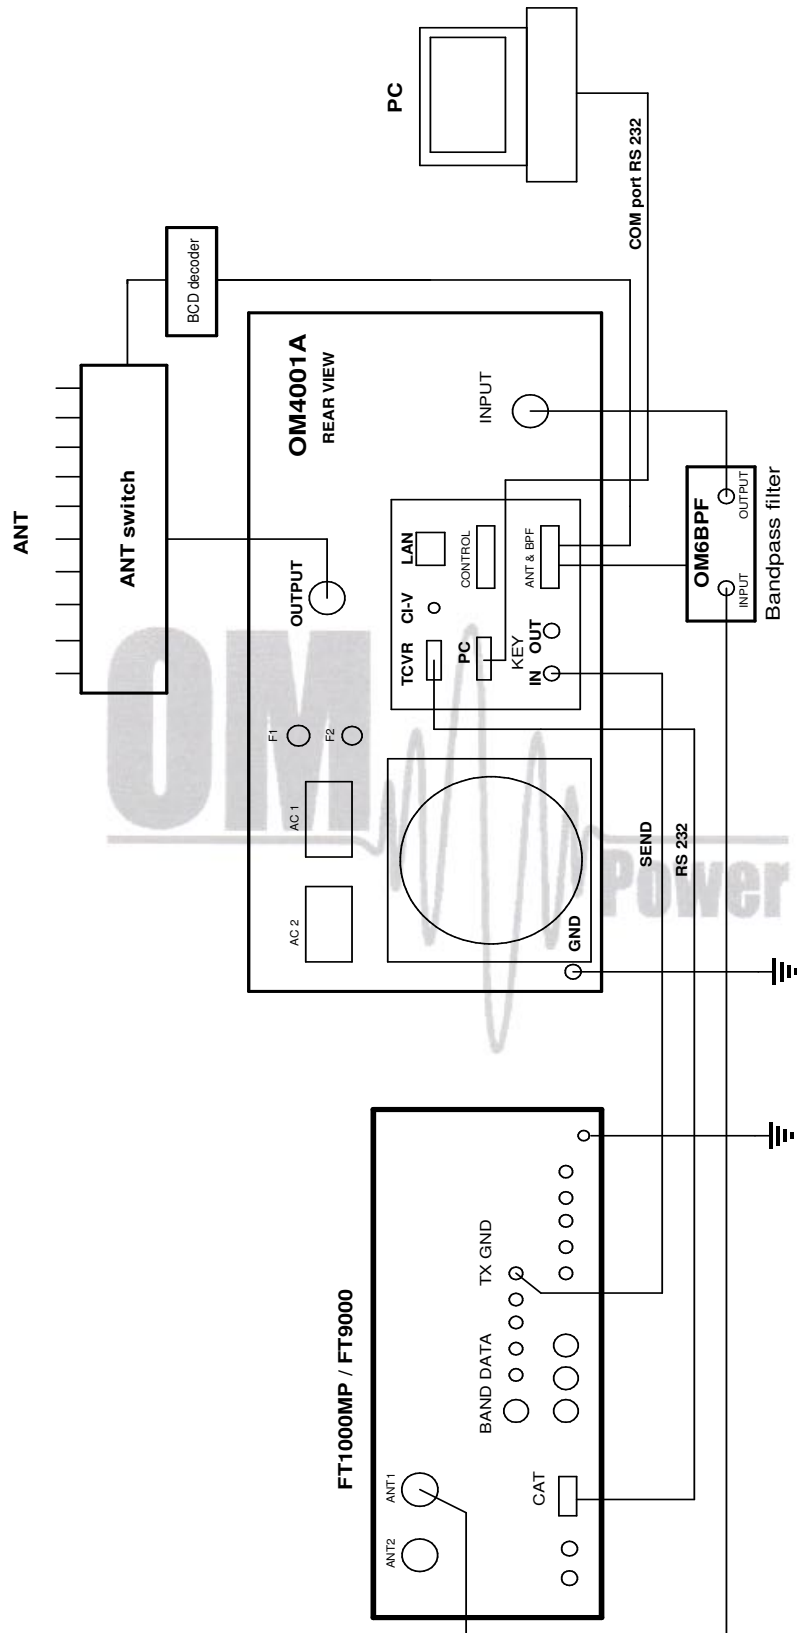 ANT
ANT switch
BCD decoder
PC
COM port RS 232
OM4001A
REAR VIEW
INPUT
OUTPUT
LAN
CI-V
TCVR
CONTROL
PC
ANT & BPF
KEY
IN
OUT
F1
F2
AC 1
AC 2
GND
OM6BPF
INPUT
OUTPUT
Bandpass filter
SEND
RS 232
OM
Power
FT1000MP / FT9000
ANT1
ANT2
BAND DATA
TX GND
CAT